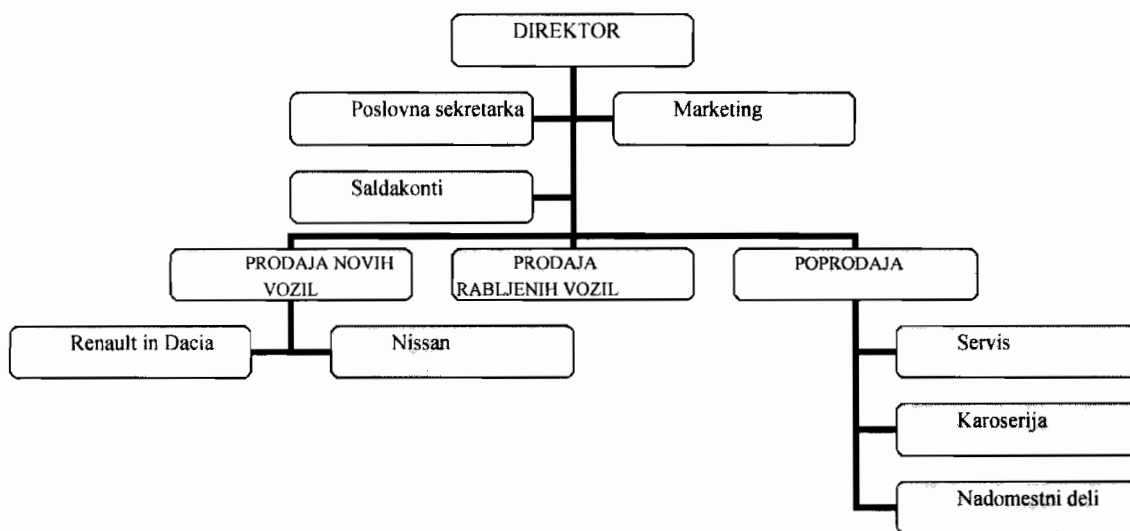 DIREKTOR
Poslovna sekretarka
Marketing
Saldakonti
PRODAJA NOVIH
VOZIL
PRODAJA
RABLJENIH VOZIL
POPRODAJA
Renault in Dacia
Nissan
Servis
Karoserija
Nadomestni deli